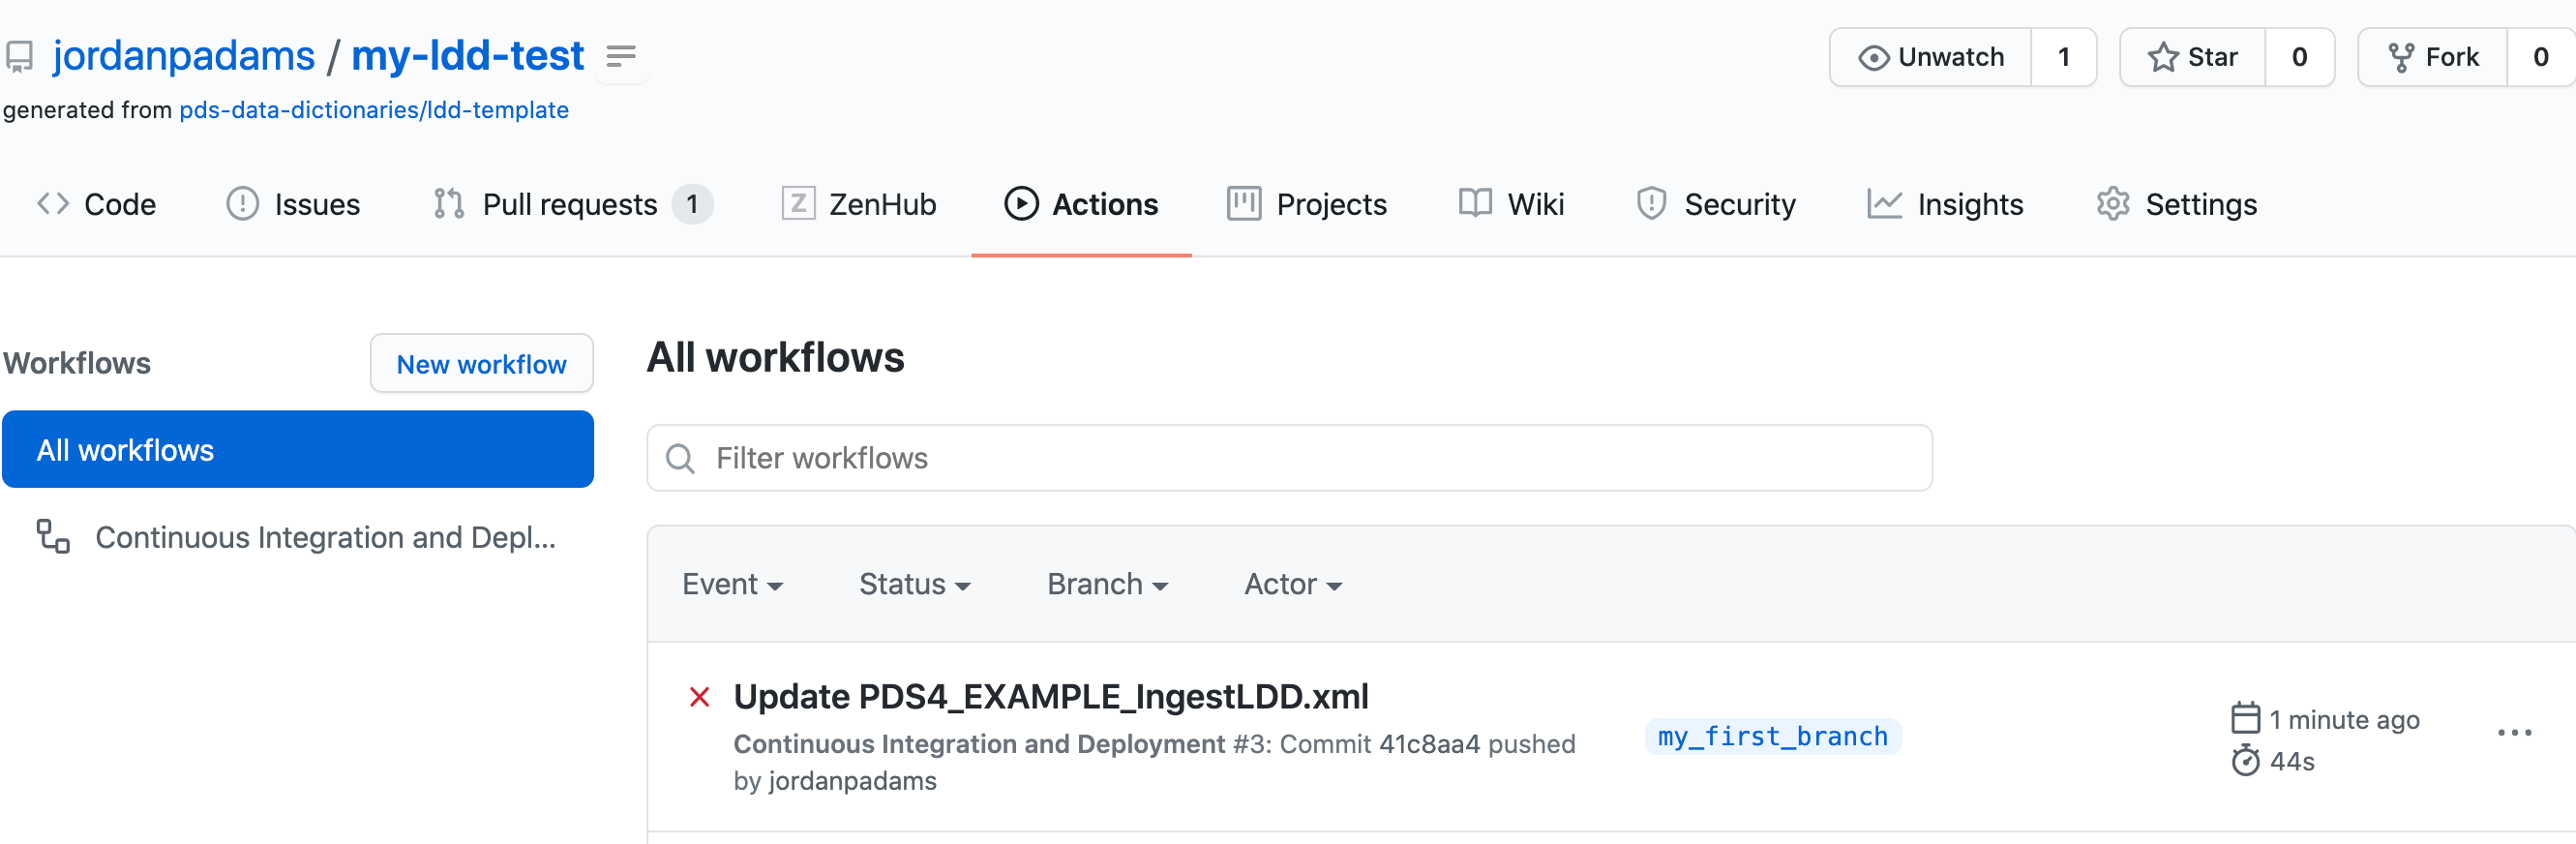 jordanpadams / my-ldd-test
Unwatch 1
Star 0
Fork 0
generated from pds-data-dictionaries/ldd-template
Code
Issues
Pull requests 1
Z ZenHub
Actions
Projects
Wiki
Security
Insights
Settings
Workflows
New workflow
All workflows
Continuous Integration and Depl...
All workflows
Filter workflows
Event
Status
Branch
Actor
Update PDS4_EXAMPLE_IngestLDD.xml
Continuous Integration and Deployment #3: Commit 41c8aa4 pushed
by jordanpadams
my_first_branch
1 minute ago
44s